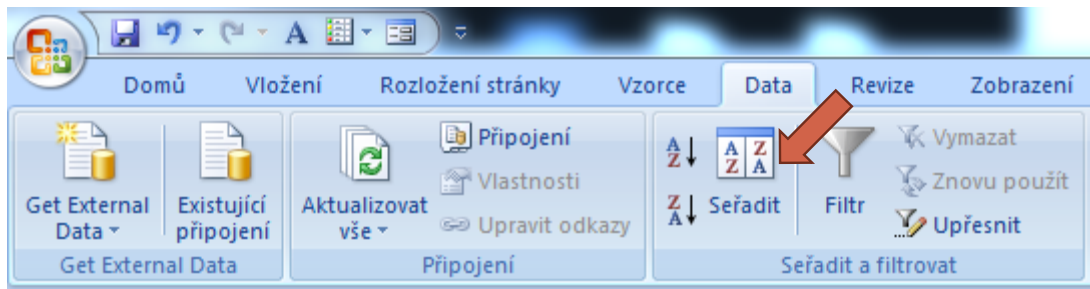 Domů Vložení Rozložení stránky Vzorce Data Revize Zobrazení
Get External Data
Existující připojení
Aktualizovat vše
Připojení
Vlastnosti
Upravit odkazy
A Z
Z A
A Z Z A
Seřadit
Filtr
Vymazat
Znovu použít
Upřesnit
Get External Data
Připojení
Seřadit a filtrovat
A